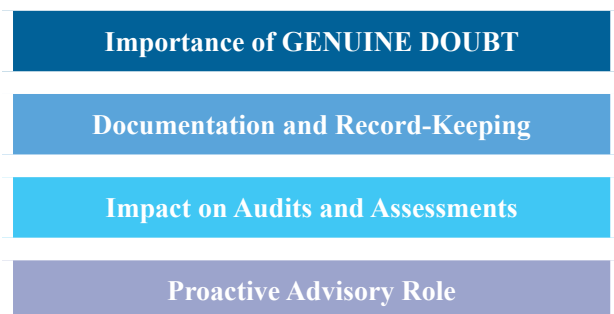 Importance of GENUINE DOUBT
Documentation and Record-Keeping
Impact on Audits and Assessments
Proactive Advisory Role